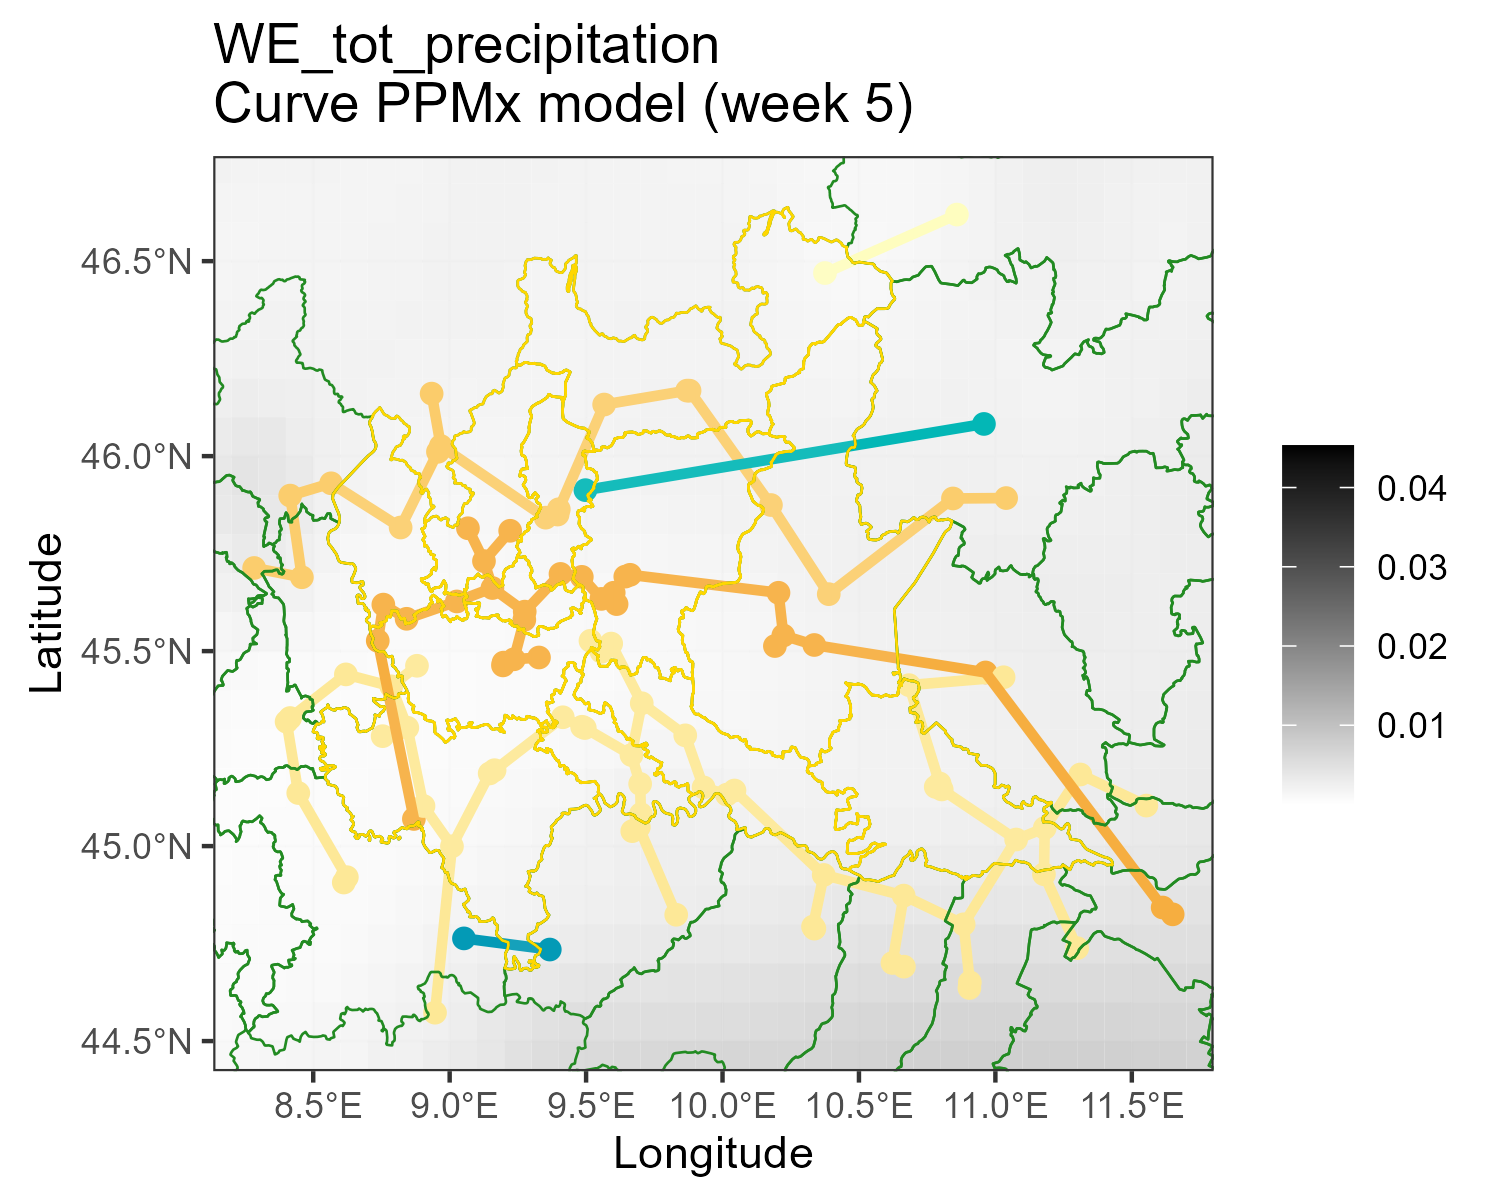 WE_tot_precipitation
Curve PPMx model (week 5)
46.5°N
46.0°N
45.5°N
45.0°N
44.5°N
Latitude
8.5°E 9.0°E 9.5°E 10.0°E 10.5°E 11.0°E 11.5°E
Longitude
0.04
0.03
0.02
0.01